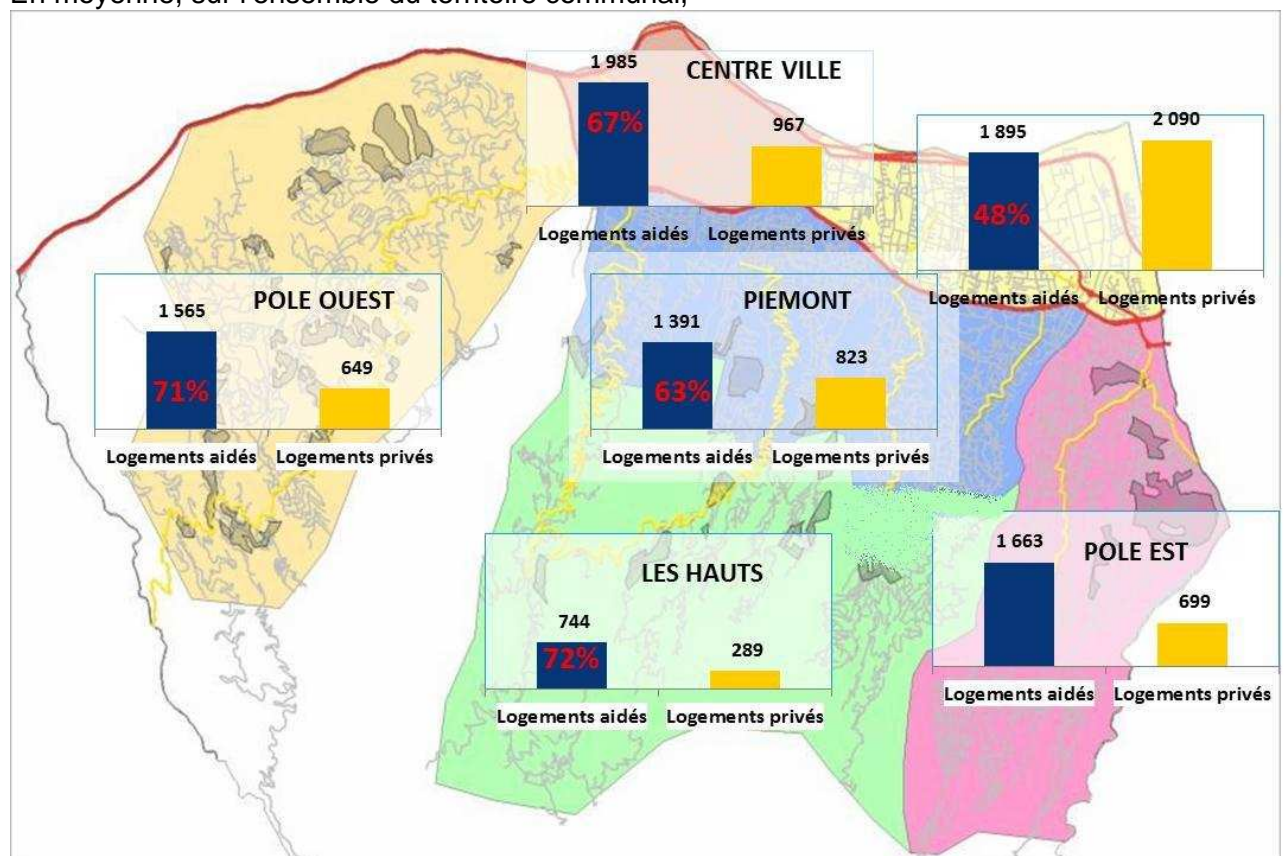 En moyenne, sur l'ensemble du territoire communal,
CENTRE VILLE
1 985
67%
967
Logements aidés
Logements privés
1 895
48%
2 090
Logements aidés
Logements privés
POLE OUEST
1 565
71%
649
Logements aidés
Logements privés
PIEMONT
1 391
63%
823
Logements aidés
Logements privés
LES HAUTS
744
72%
289
Logements aidés
Logements privés
POLE EST
1 663
699
Logements aidés
Logements privés